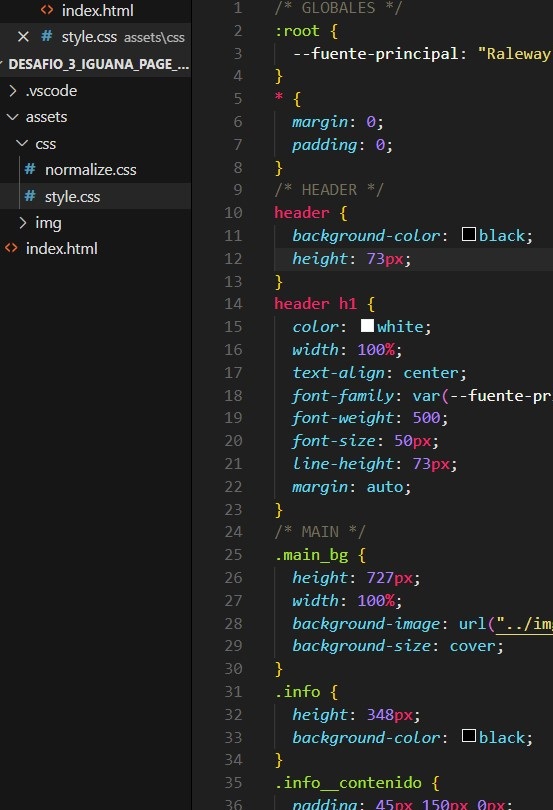 index.html
style.css assets\css
DESAFIO_3_IGUANA_PAGE_...
.vscode
assets
css
normalize.css
style.css
img
index.html
1 /* GLOBALES */
2 :root {
3 --fuente-principal: "Raleway
4 }
5 * {
6 margin: 0;
7 padding: 0;
8 }
9 /* HEADER */
10 header {
11 background-color: black;
12 height: 73px;
13 }
14 header h1 {
15 color: white;
16 width: 100%;
17 text-align: center;
18 font-family: var(--fuente-pr
19 font-weight: 500;
20 font-size: 50px;
21 line-height: 73px;
22 margin: auto;
23 }
24 /* MAIN */
25 .main_bg {
26 height: 727px;
27 width: 100%;
28 background-image: url("../im
29 background-size: cover;
30 }
31 .info {
32 height: 348px;
33 background-color: black;
34 }
35 .info__contenido {
36 padding: 45px 150px 0px;